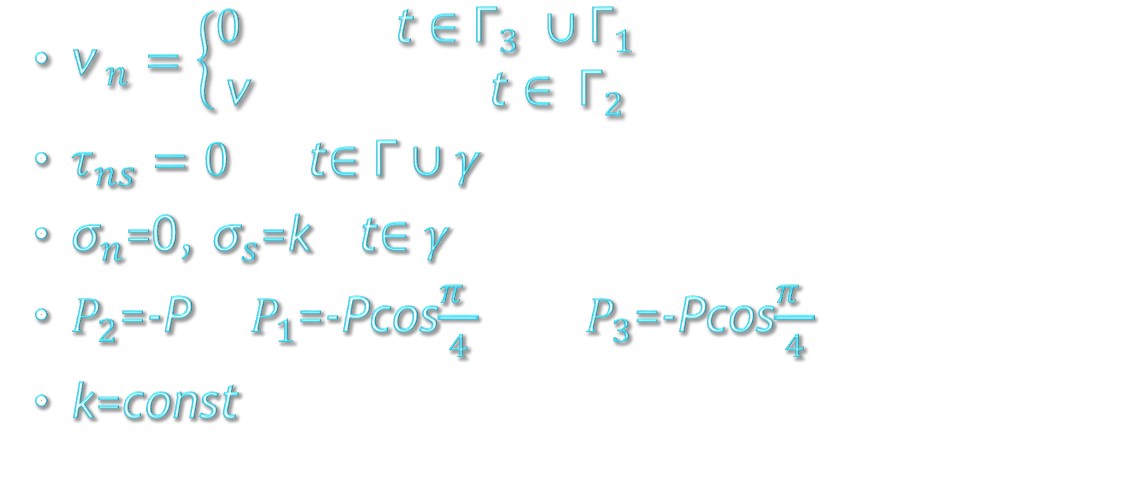 • v_n = { 0 t ∈ Γ_3 ∪ Γ_1
v t ∈ Γ_2
• τ_ns = 0 t∈ Γ ∪ γ
• σ_n=0, σ_s=k t∈ γ
• P_2=-P P_1=-Pcos π/4 P_3=-Pcos π/4
• k=const